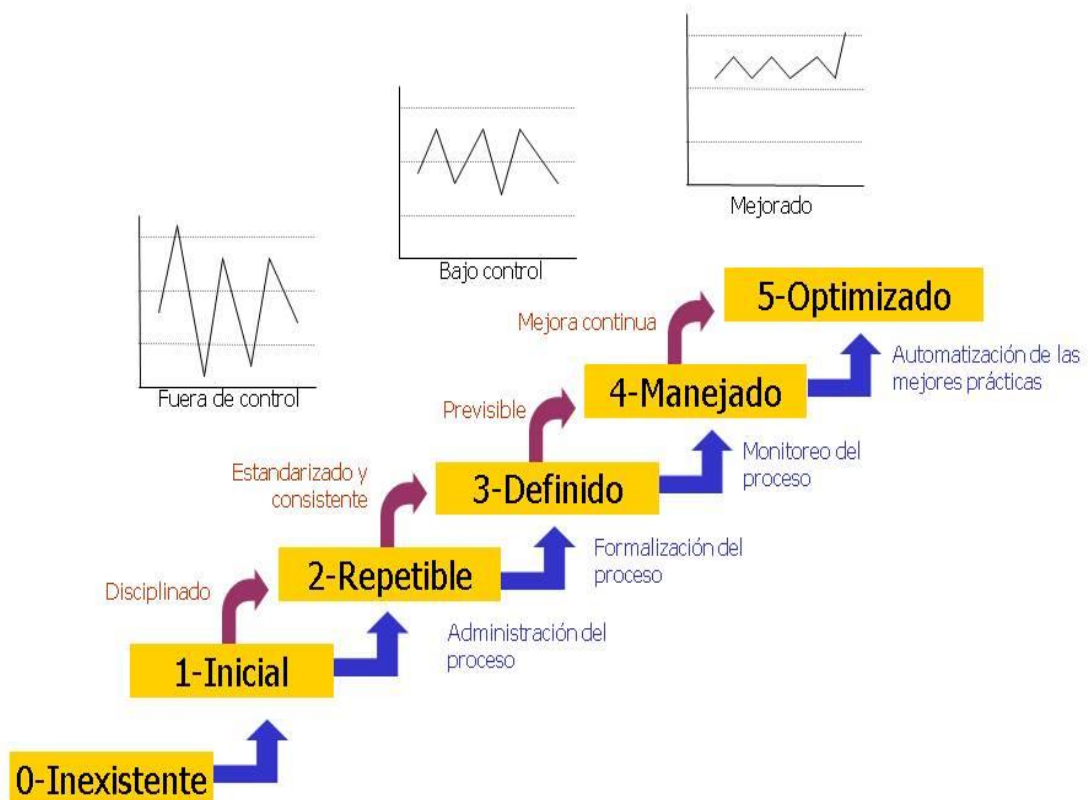 Mejorado
Bajo control
Fuera de control
5-Optimizado
Mejora continua
Automatización de las
mejores prácticas
4-Manejado
Previsible
Monitoreo del
proceso
Estandarizado y
consistente
3-Definido
Formalización del
proceso
2-Repetible
Disciplinado
Administración del
proceso
1-Inicial
0-Inexistente